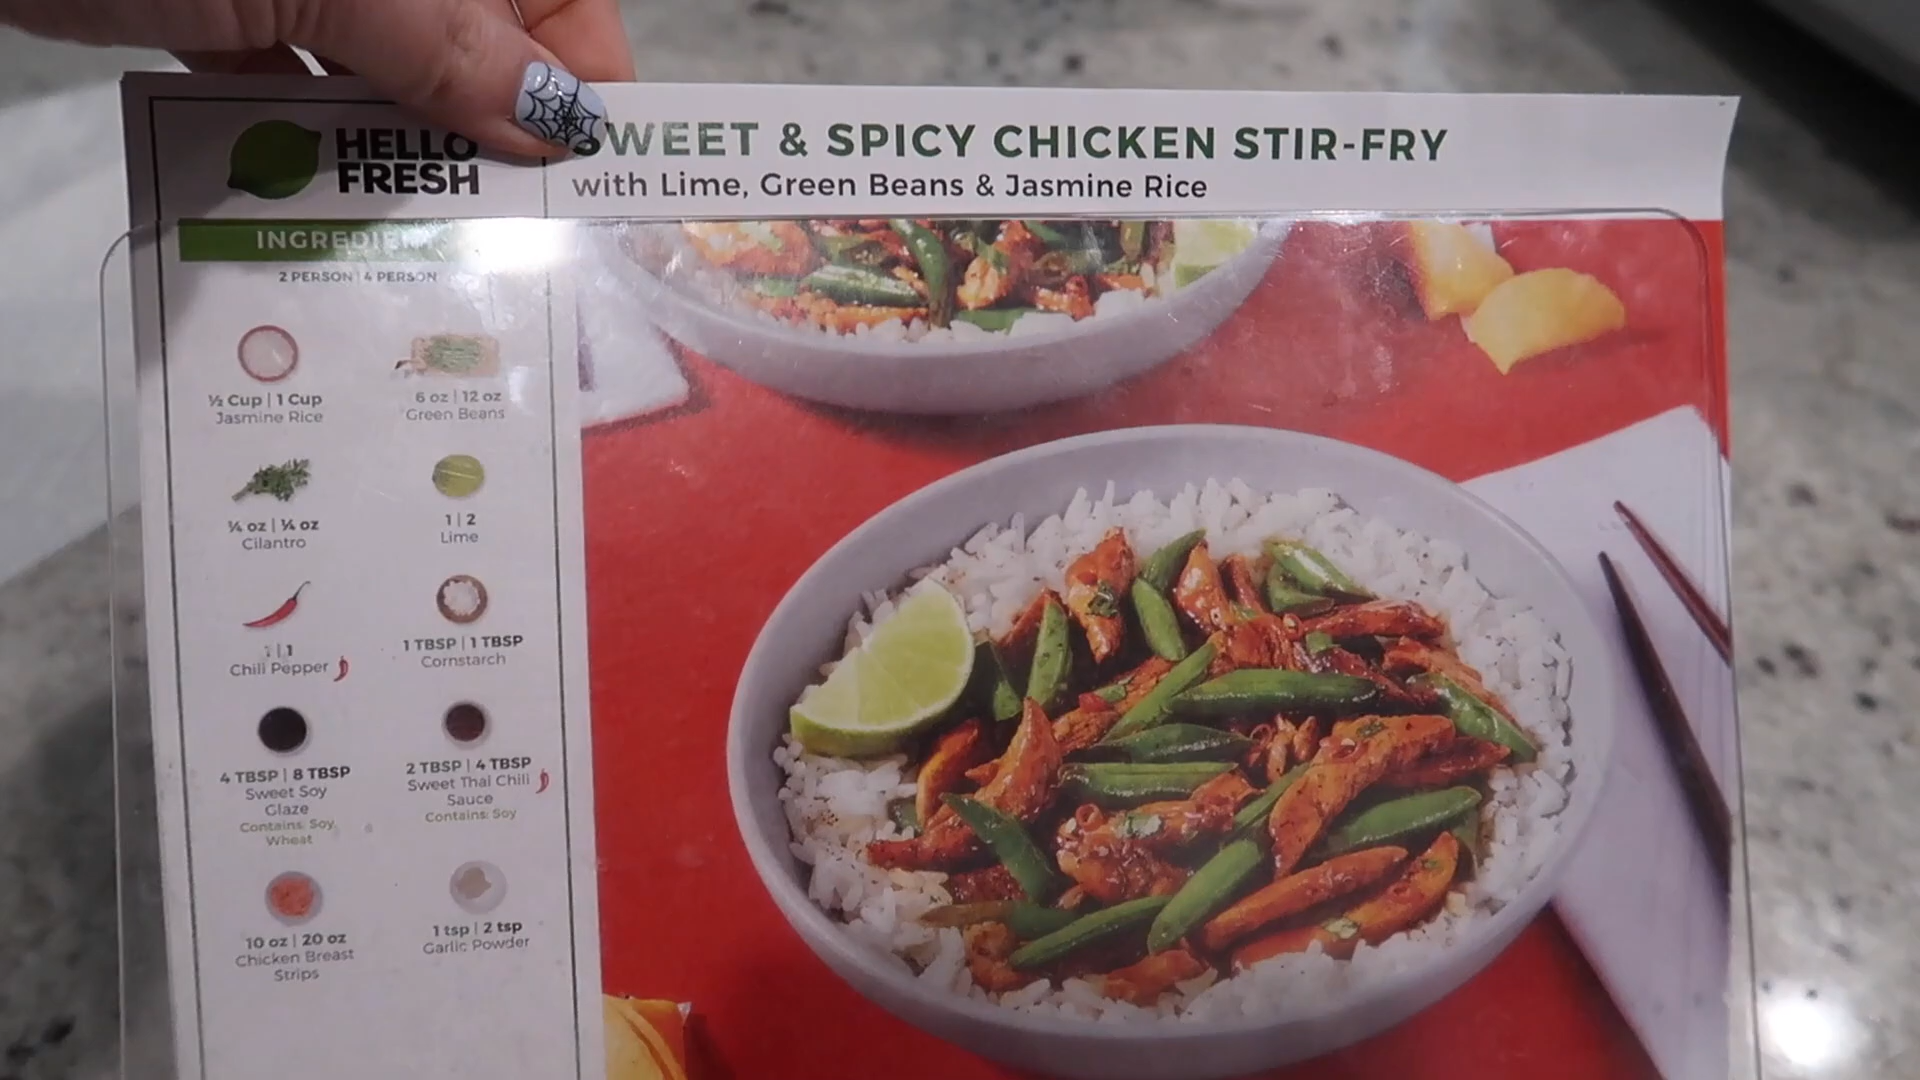 HELLO
FRESH
SWEET & SPICY CHICKEN STIR-FRY
with Lime, Green Beans & Jasmine Rice
INGREDIEN
2 PERSON | 4 PERSON
½ Cup | 1 Cup
Jasmine Rice
6 oz | 12 oz
Green Beans
¼ oz | ¼ oz
Cilantro
1 | 2
Lime
1 | 1
Chili Pepper
1 TBSP | 1 TBSP
Cornstarch
4 TBSP | 8 TBSP
Sweet Soy
Glaze
Contains: Soy,
Wheat
2 TBSP | 4 TBSP
Sweet Thai Chili
Sauce
Contains: Soy
10 oz | 20 oz
Chicken Breast
Strips
1 tsp | 2 tsp
Garlic Powder